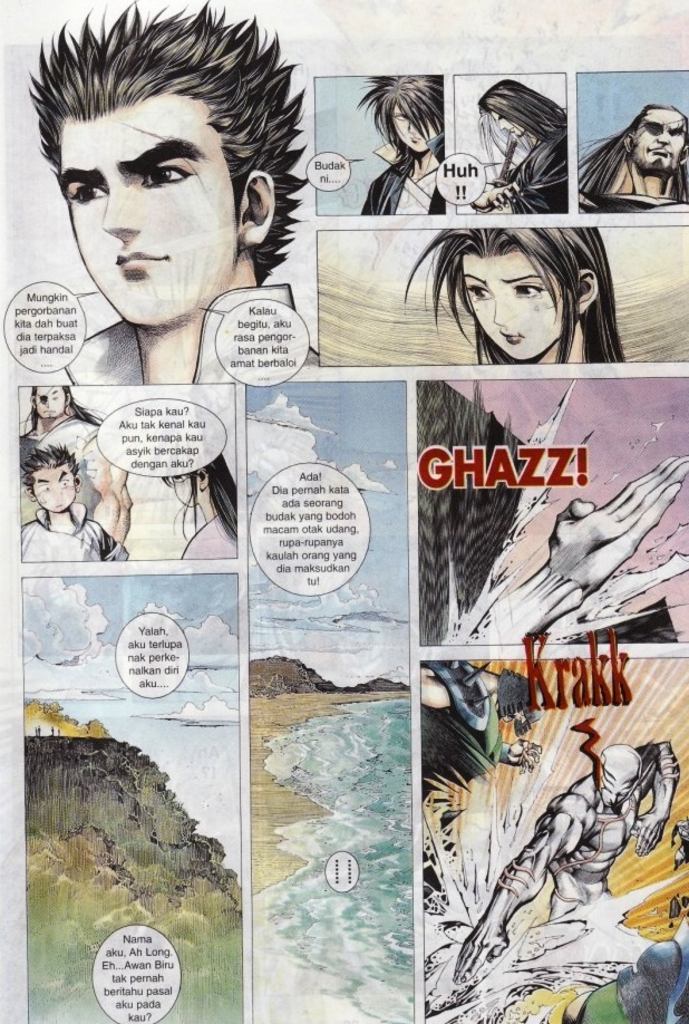 Mungkin
pergorbanan
kita dah buat
dia terpaksa
jadi handal
....
Kalau
begitu, aku
rasa pengor-
banan kita
amat berbaloi
....
Budak
ni....
Huh
!!
Siapa kau?
Aku tak kenal kau
pun, kenapa kau
asyik bercakap
dengan aku?
Ada!
Dia pernah kata
ada seorang
budak yang bodoh
macam otak udang,
rupa-rupanya
kaulah orang yang
dia maksudkan
tu!
GHAZZ!
Yalah,
aku terlupa
nak perke-
nalkan diri
aku....
Krakk
Nama
aku, Ah Long.
Eh...Awan Biru
tak pernah
beritahu pasal
aku pada
kau?